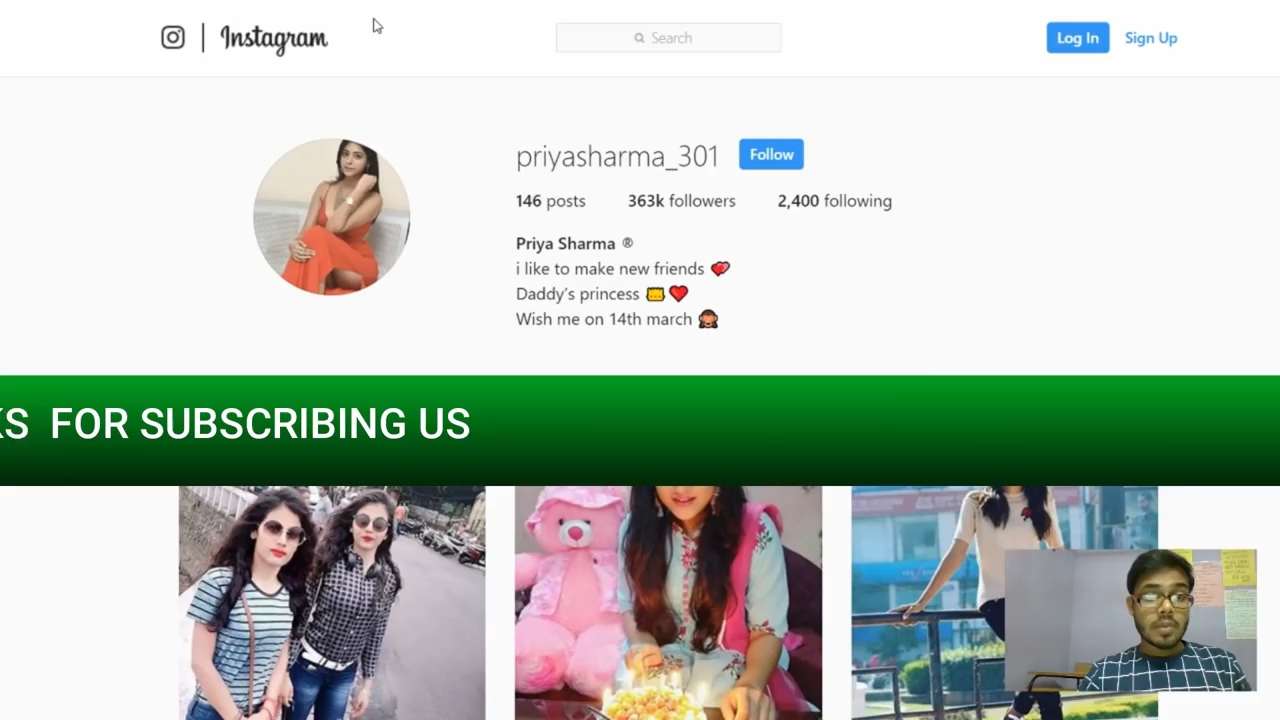 Instagram
Search
Log In
Sign Up
priyasharma_301
Follow
146 posts
363k followers
2,400 following
Priya Sharma ®
i like to make new friends 💕
Daddy's princess 👑❤️
Wish me on 14th march 🙈
FOR SUBSCRIBING US